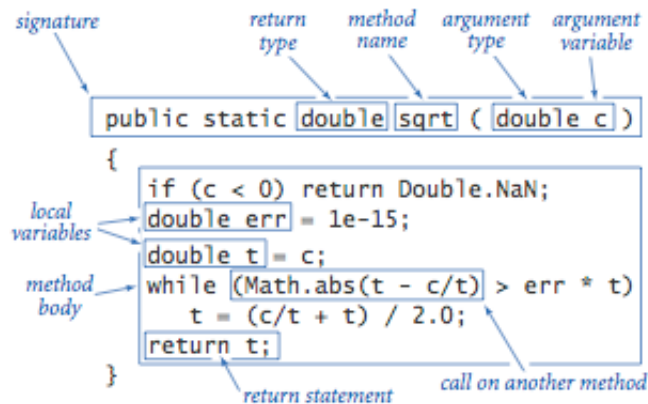 signature
return type
method name
argument type
argument variable
public static double sqrt ( double c )
{
if (c < 0) return Double.NaN;
local variables
double err = 1e-15;
double t = c;
method body
while (Math.abs(t - c/t) > err * t)
t = (c/t + t) / 2.0;
return t;
}
return statement
call on another method